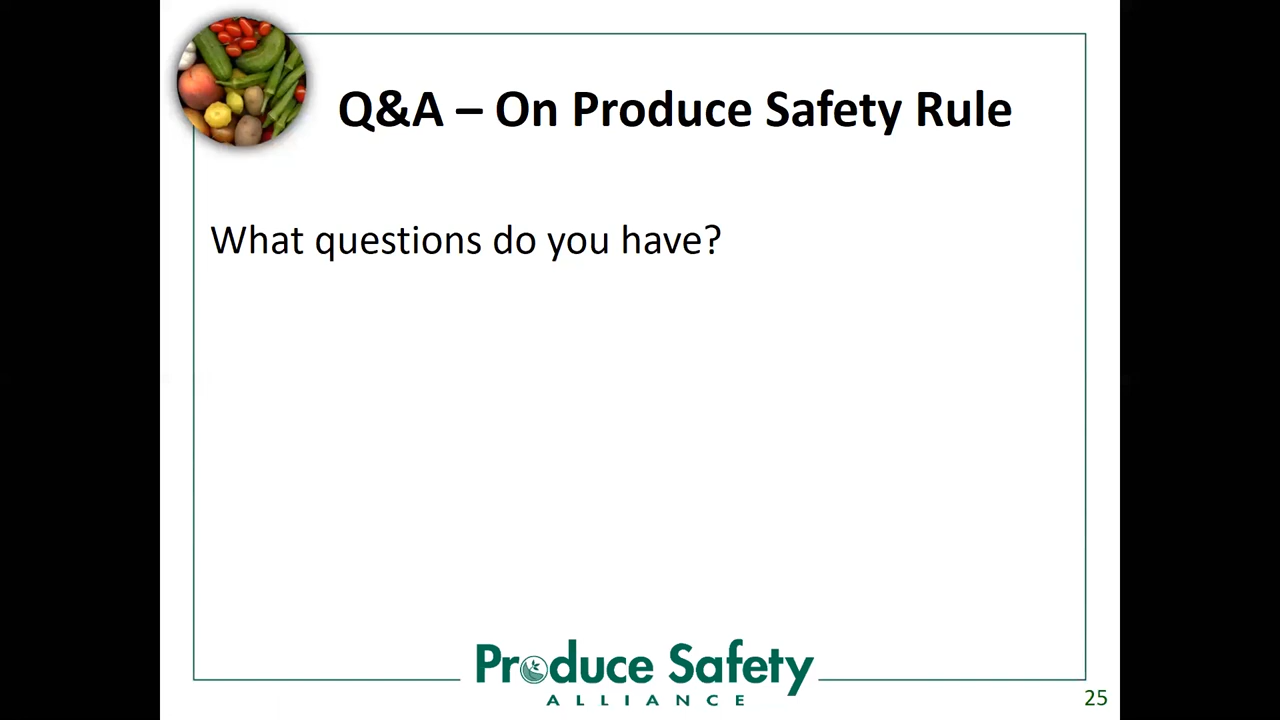 Q&A – On Produce Safety Rule
What questions do you have?
Produce Safety
ALLIANCE
25